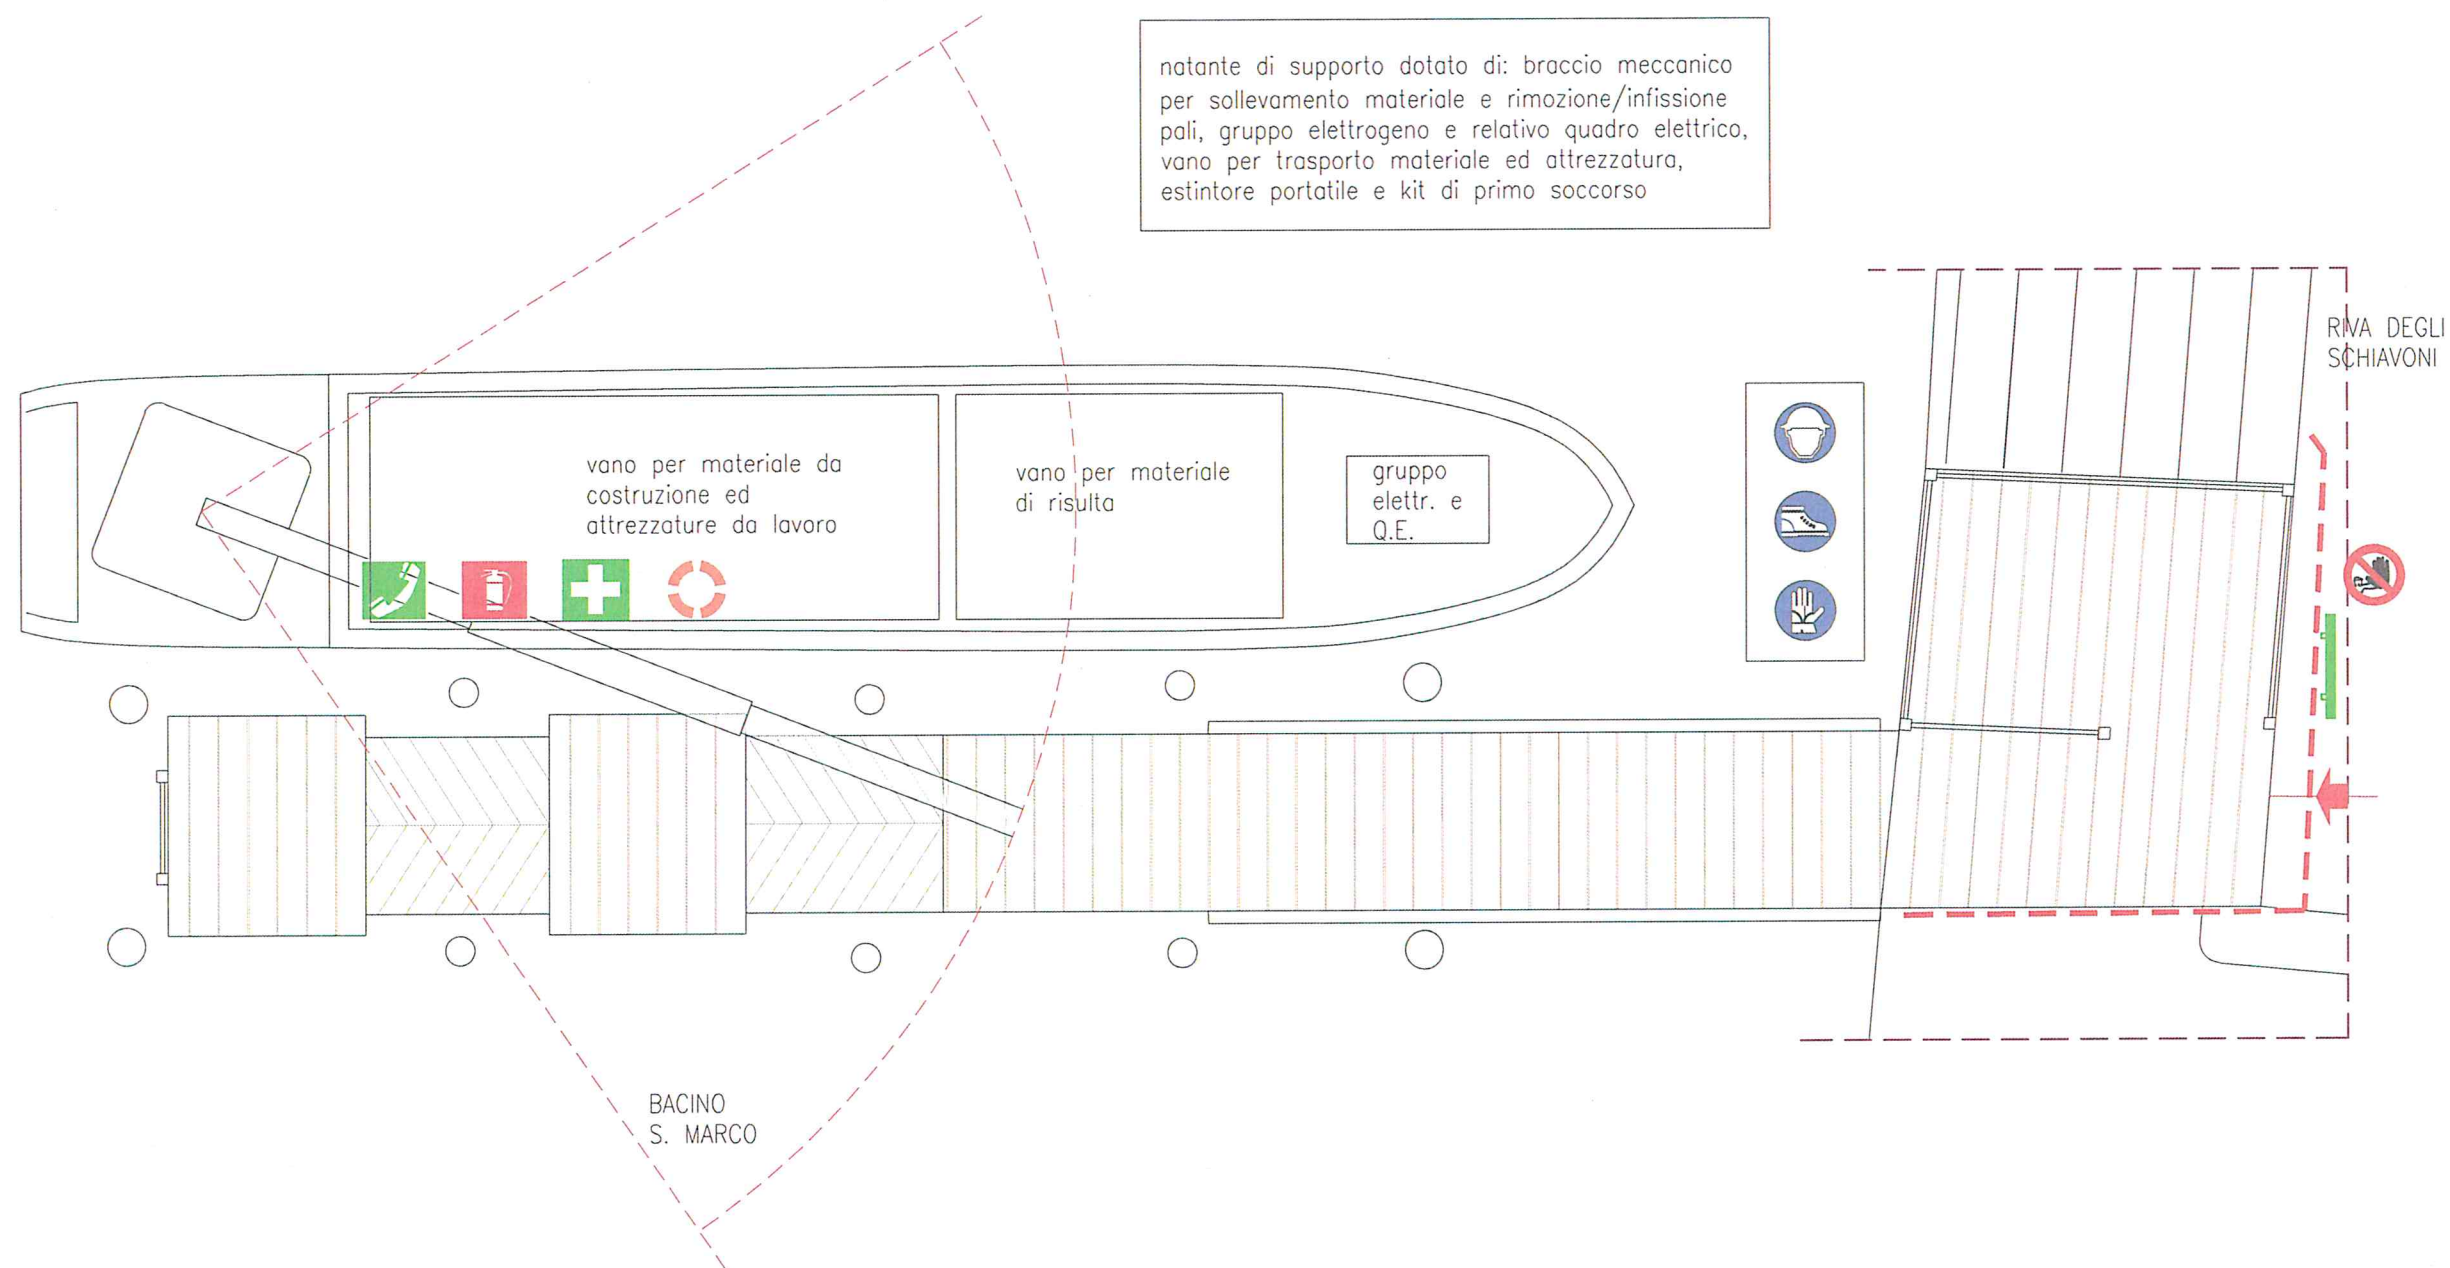 natante di supporto dotato di: braccio meccanico
per sollevamento materiale e rimozione/infissione
pali, gruppo elettrogeno e relativo quadro elettrico,
vano per trasporto materiale ed attrezzatura,
estintore portatile e kit di primo soccorso
RIVA DEGLI
SCHIAVONI
vano per materiale da
costruzione ed
attrezzature da lavoro
vano per materiale
di risulta
gruppo
elettr. e
Q.E.
BACINO
S. MARCO